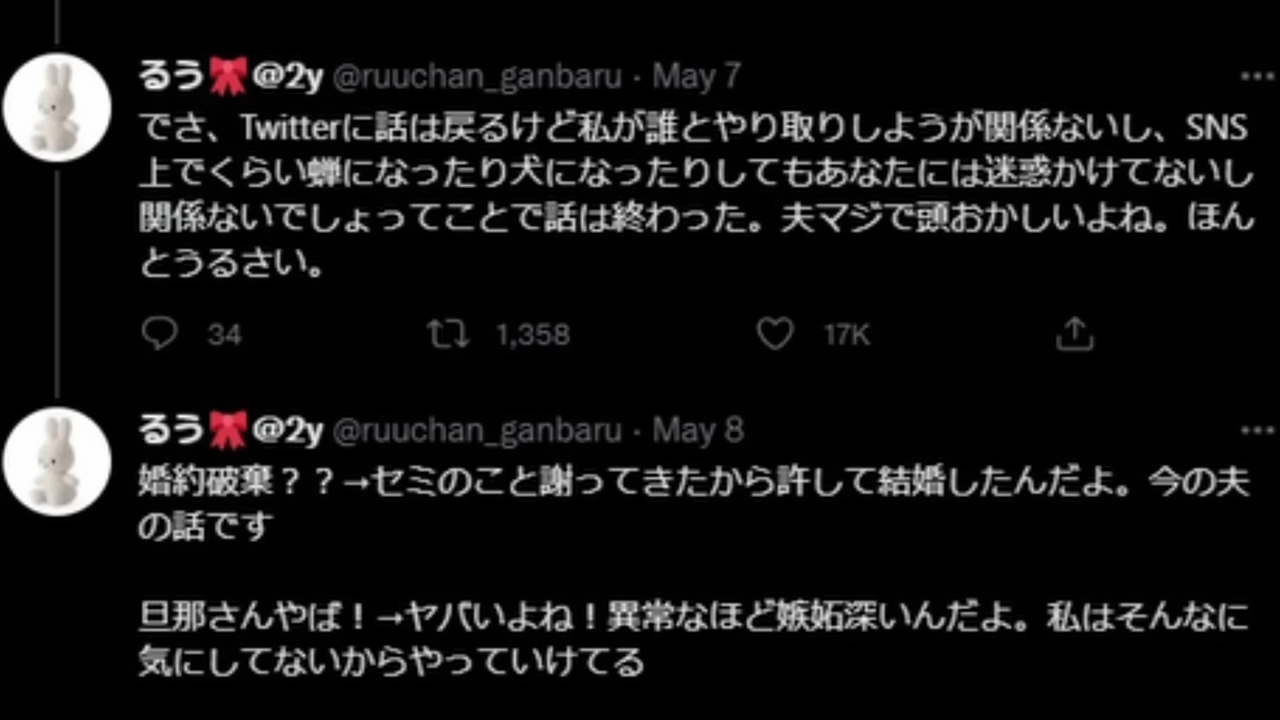 るう🎀@2y @ruuchan_ganbaru · May 7
でさ、Twitterに話は戻るけど私が誰とやり取りしようが関係ないし、SNS
上でくらい蝉になったり犬になったりしてもあなたには迷惑かけてないし
関係ないでしょってことで話は終わった。夫マジで頭おかしいよね。ほん
とうるさい。
34 1,358 17K
るう🎀@2y @ruuchan_ganbaru · May 8
婚約破棄？？→セミのこと謝ってきたから許して結婚したんだよ。今の夫
の話です
旦那さんやば！→ヤバいよね！異常なほど嫉妬深いんだよ。私はそんなに
気にしてないからやっていけてる